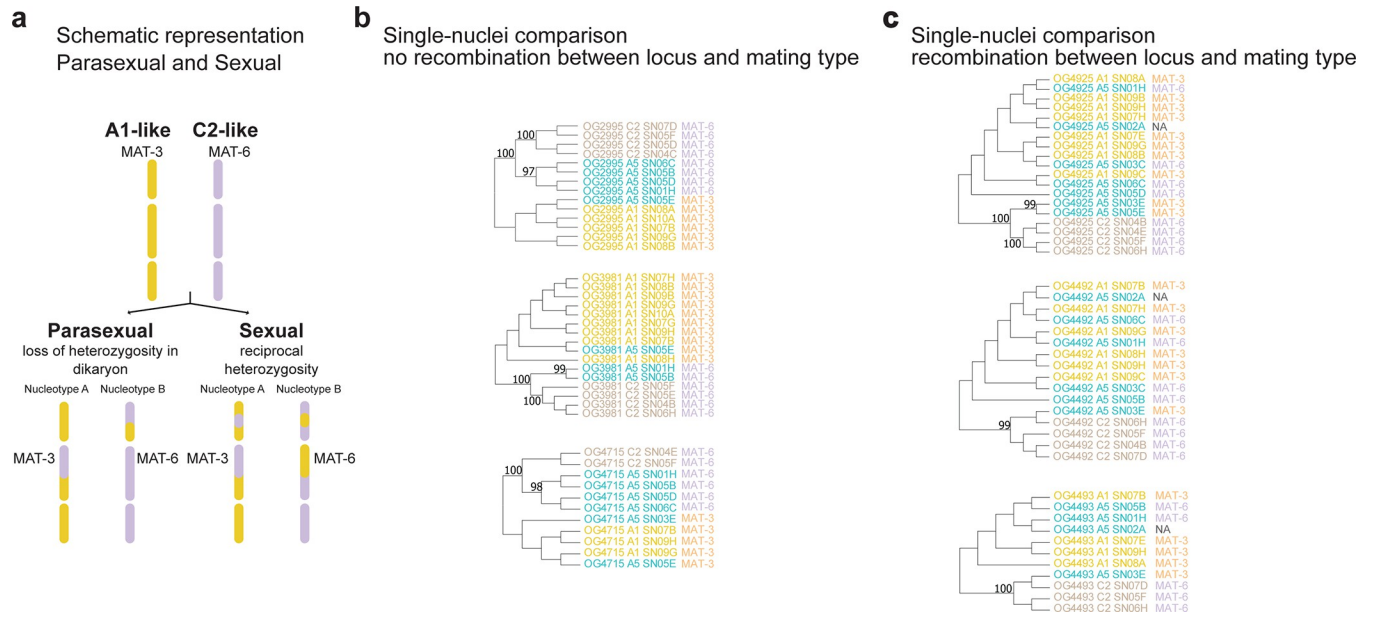 a
Schematic representation
Parasexual and Sexual
A1-like C2-like
MAT-3 MAT-6
Parasexual
loss of heterozygosity in
dikaryon
Nucleotype A Nucleotype B
MAT-3 MAT-6
Sexual
reciprocal
heterozygosity
Nucleotype A Nucleotype B
MAT-3 MAT-6
b
Single-nuclei comparison
no recombination between locus and mating type
OG2995 C2 SN07D MAT-6
OG2995 C2 SN05F MAT-6
100
OG2995 C2 SN05D MAT-6
OG2995 C2 SN04C MAT-6
100
OG2995 A5 SN06C MAT-6
97
OG2995 A5 SN05B MAT-6
OG2995 A5 SN05D MAT-6
OG2995 A5 SN01H MAT-6
OG2995 A5 SN05E MAT-3
OG2995 A1 SN08A MAT-3
OG2995 A1 SN10A MAT-3
OG2995 A1 SN07B MAT-3
OG2995 A1 SN09G MAT-3
OG2995 A1 SN08B MAT-3
OG3981 A1 SN07H MAT-3
OG3981 A1 SN08B MAT-3
OG3981 A1 SN09B MAT-3
OG3981 A1 SN09G MAT-3
OG3981 A1 SN10A MAT-3
OG3981 A1 SN07G MAT-3
OG3981 A1 SN09H MAT-3
OG3981 A1 SN07B MAT-3
OG3981 A5 SN05E MAT-3
OG3981 A1 SN08H MAT-3
99
OG3981 A5 SN01H MAT-6
100
OG3981 A5 SN05B MAT-6
OG3981 C2 SN05F MAT-6
OG3981 C2 SN05E MAT-6
100
OG3981 C2 SN04B MAT-6
OG3981 C2 SN06H MAT-6
OG4715 C2 SN04E MAT-6
OG4715 C2 SN05F MAT-6
100
OG4715 A5 SN01H MAT-6
98
OG4715 A5 SN05B MAT-6
OG4715 A5 SN05D MAT-6
OG4715 A5 SN06C MAT-6
OG4715 A5 SN03E MAT-3
OG4715 A1 SN07B MAT-3
OG4715 A1 SN09H MAT-3
OG4715 A1 SN09G MAT-3
OG4715 A5 SN05E MAT-3
c
Single-nuclei comparison
recombination between locus and mating type
OG4925 A1 SN08A MAT-3
OG4925 A5 SN01H MAT-6
OG4925 A1 SN09B MAT-3
OG4925 A1 SN09H MAT-3
OG4925 A1 SN07H MAT-3
OG4925 A5 SN02A NA
OG4925 A1 SN07E MAT-3
OG4925 A1 SN09G MAT-3
OG4925 A1 SN08B MAT-3
OG4925 A5 SN03C MAT-6
OG4925 A1 SN09C MAT-3
OG4925 A5 SN06C MAT-6
OG4925 A5 SN05D MAT-6
99
OG4925 A5 SN03E MAT-3
OG4925 A5 SN05E MAT-3
100
OG4925 C2 SN04B MAT-6
OG4925 C2 SN04E MAT-6
100
OG4925 C2 SN05F MAT-6
OG4925 C2 SN06H MAT-6
OG4492 A1 SN07B MAT-3
OG4492 A5 SN02A NA
OG4492 A1 SN07H MAT-3
OG4492 A5 SN06C MAT-6
OG4492 A1 SN09G MAT-3
OG4492 A5 SN01H MAT-6
OG4492 A1 SN08H MAT-3
OG4492 A1 SN09H MAT-3
OG4492 A1 SN09C MAT-3
OG4492 A5 SN03C MAT-6
OG4492 A5 SN05B MAT-6
OG4492 A5 SN03E MAT-3
99
OG4492 C2 SN06H MAT-6
OG4492 C2 SN05F MAT-6
OG4492 C2 SN04B MAT-6
OG4492 C2 SN07D MAT-6
OG4493 A1 SN07B MAT-3
OG4493 A5 SN05B MAT-6
OG4493 A5 SN01H MAT-6
OG4493 A5 SN02A NA
OG4493 A1 SN07E MAT-3
OG4493 A1 SN09H MAT-3
OG4493 A1 SN08A MAT-3
OG4493 A5 SN03E MAT-3
100
OG4493 C2 SN07D MAT-6
OG4493 C2 SN05F MAT-6
OG4493 C2 SN06H MAT-6